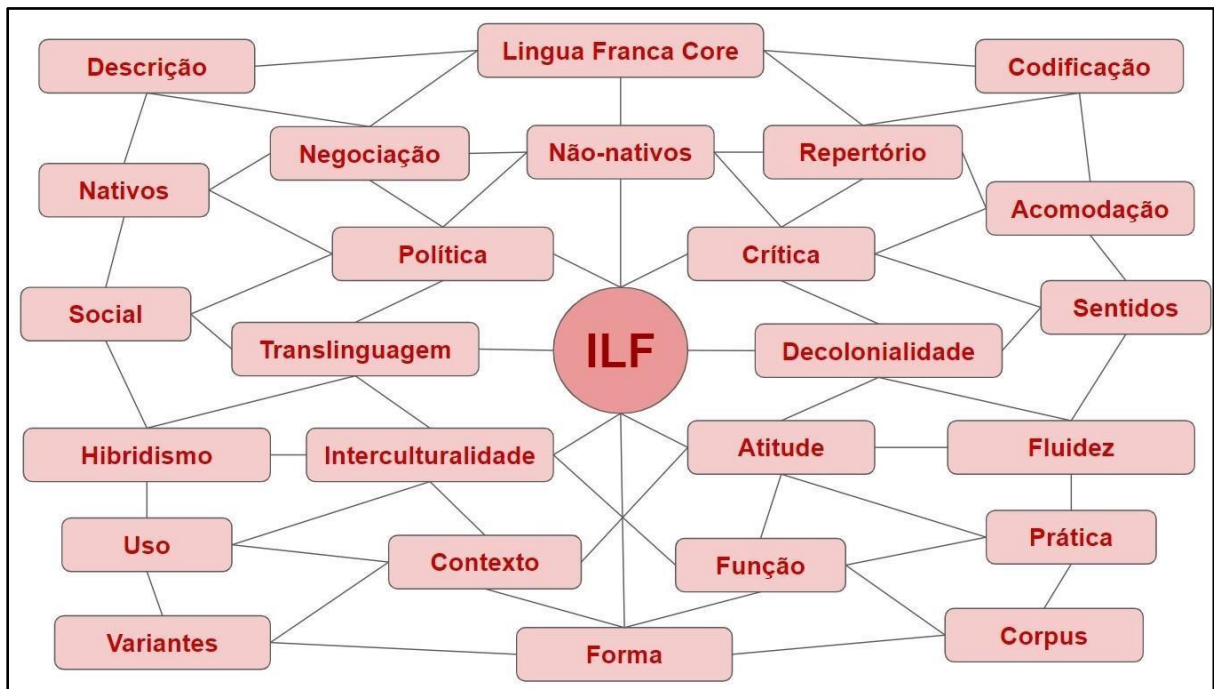 Lingua Franca Core
Descrição
Codificação
Negociação
Não-nativos
Repertório
Nativos
Acomodação
Política
Crítica
Social
Sentidos
Translinguagem
ILF
Decolonialidade
Hibridismo
Interculturalidade
Atitude
Fluidez
Uso
Contexto
Função
Prática
Variantes
Forma
Corpus